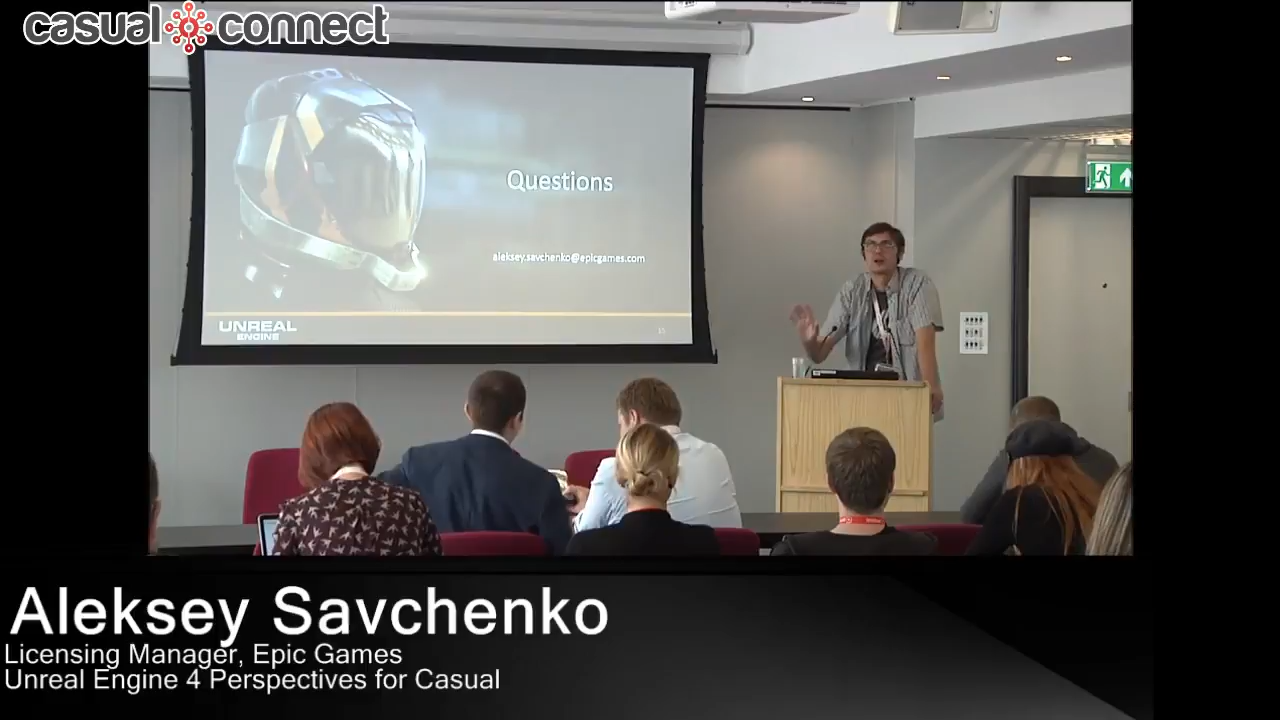 casual connect
Questions
aleksey.savchenko@epicgames.com
UNREAL
ENGINE
15
Aleksey Savchenko
Licensing Manager, Epic Games
Unreal Engine 4 Perspectives for Casual